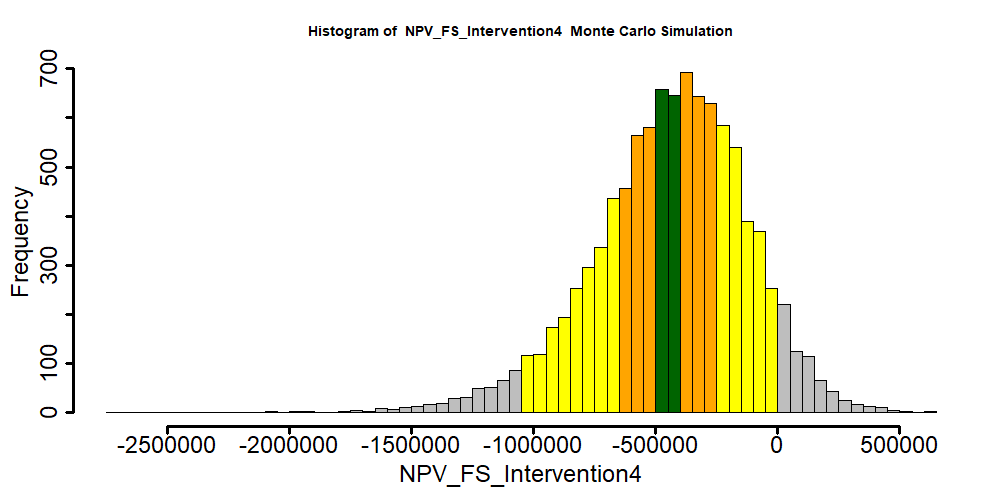 Histogram of  NPV_FS_Intervention4  Monte Carlo Simulation
Frequency
700
500
300
100
0
-2500000 -2000000 -1500000 -1000000 -500000 0 500000
NPV_FS_Intervention4